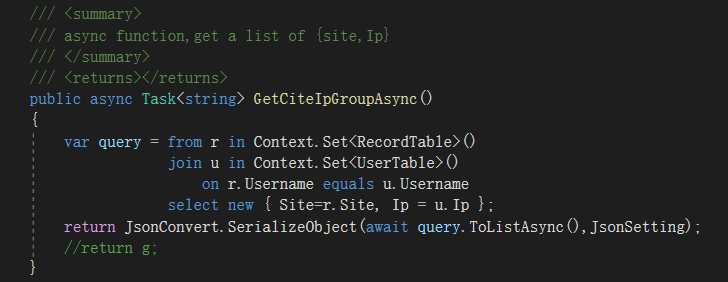 /// <summary>
/// async function,get a list of {site,Ip}
/// </summary>
/// <returns></returns>
public async Task<string> GetCiteIpGroupAsync()
{
var query = from r in Context.Set<RecordTable>()
join u in Context.Set<UserTable>()
on r.Username equals u.Username
select new { Site=r.Site, Ip = u.Ip };
return JsonConvert.SerializeObject(await query.ToListAsync(),JsonSetting);
//return g;
}